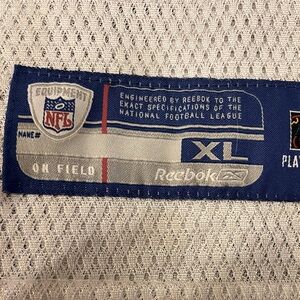 EQUIPMENT
NFL
ENGINEERED BY REEBOK TO THE
EXACT SPECIFICATIONS OF THE
NATIONAL FOOTBALL LEAGUE
NAME#
XL
ON FIELD
Reebok
PLA